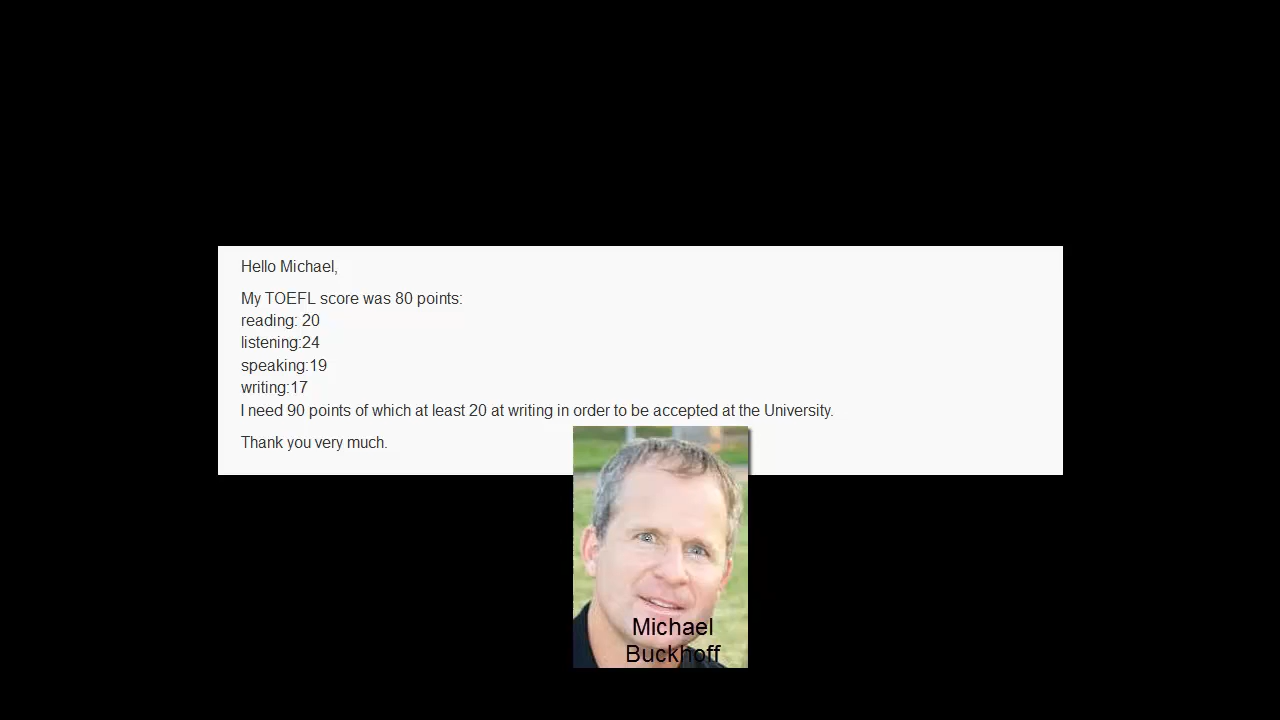 Hello Michael,
My TOEFL score was 80 points:
reading: 20
listening:24
speaking:19
writing:17
I need 90 points of which at least 20 at writing in order to be accepted at the University.
Thank you very much.
Michael
Buckhoff